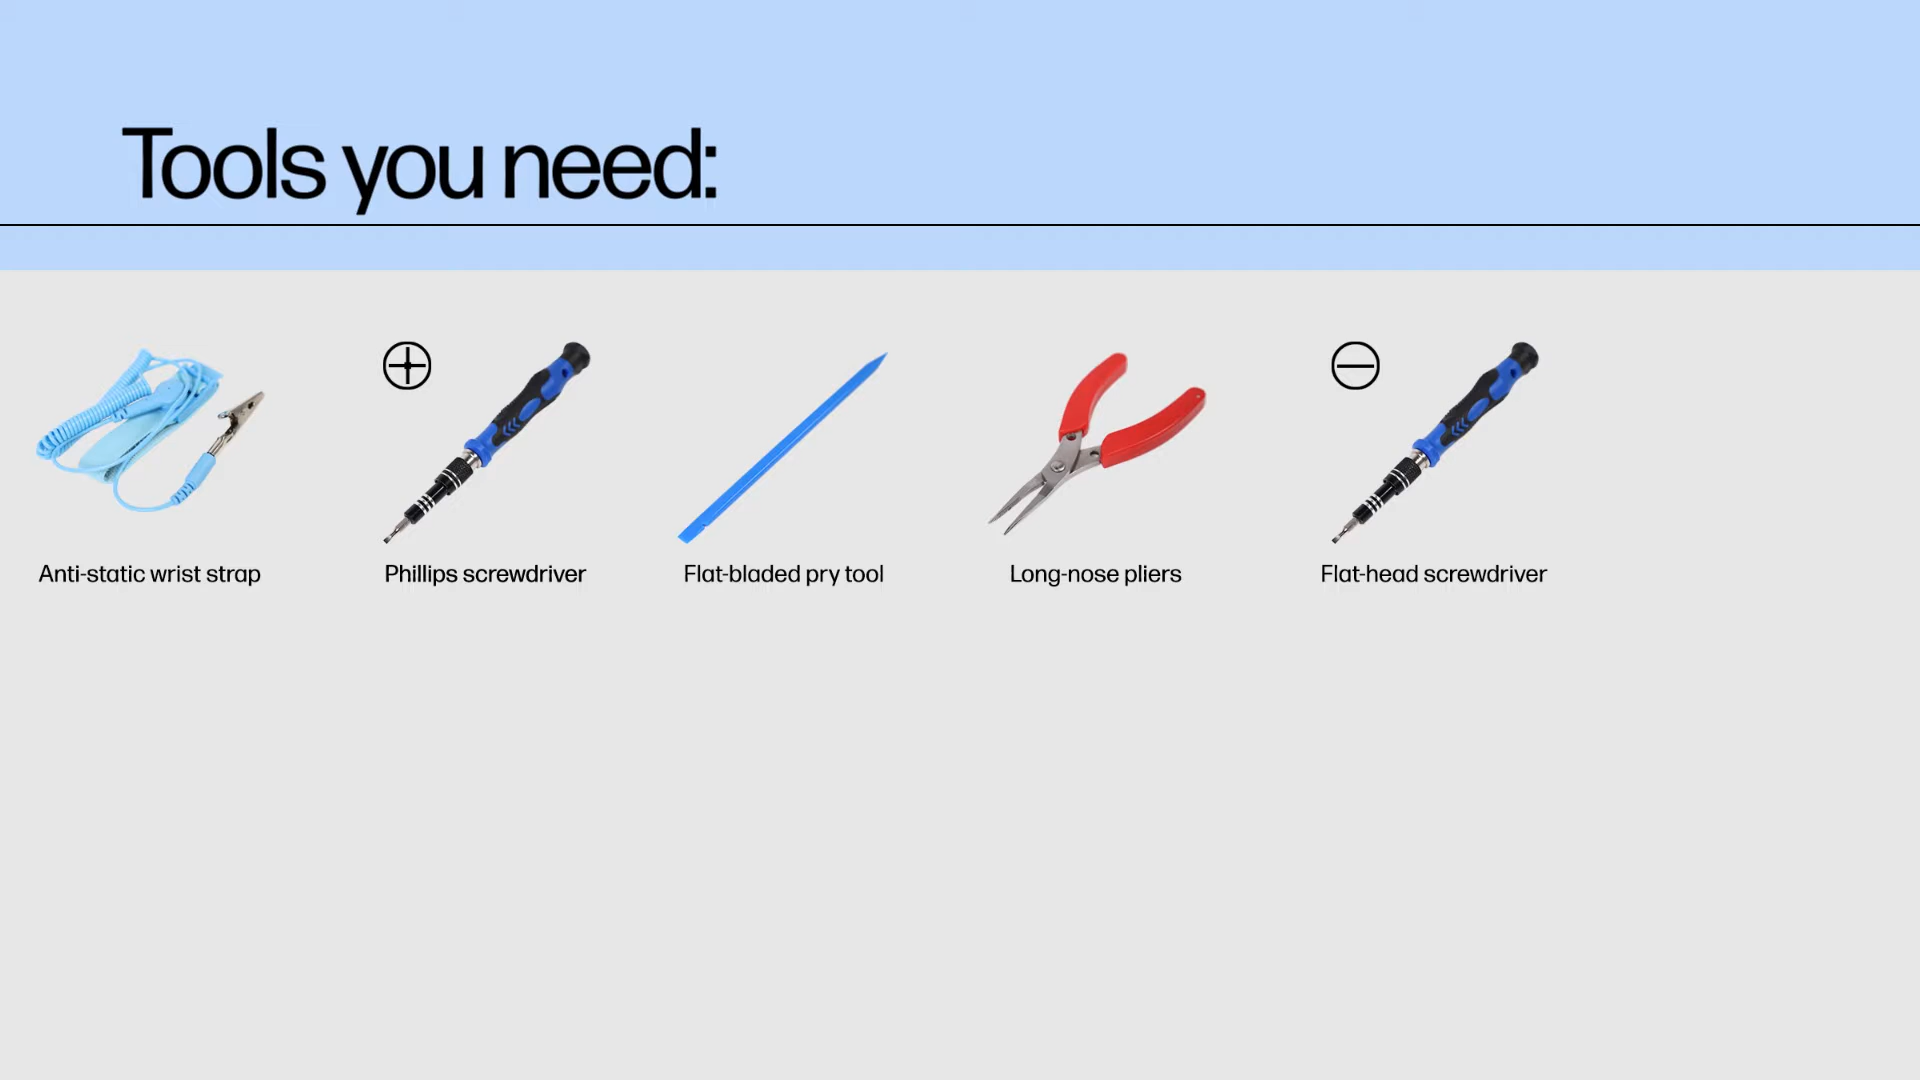 Tools you need:
Anti-static wrist strap
Phillips screwdriver
Flat-bladed pry tool
Long-nose pliers
Flat-head screwdriver